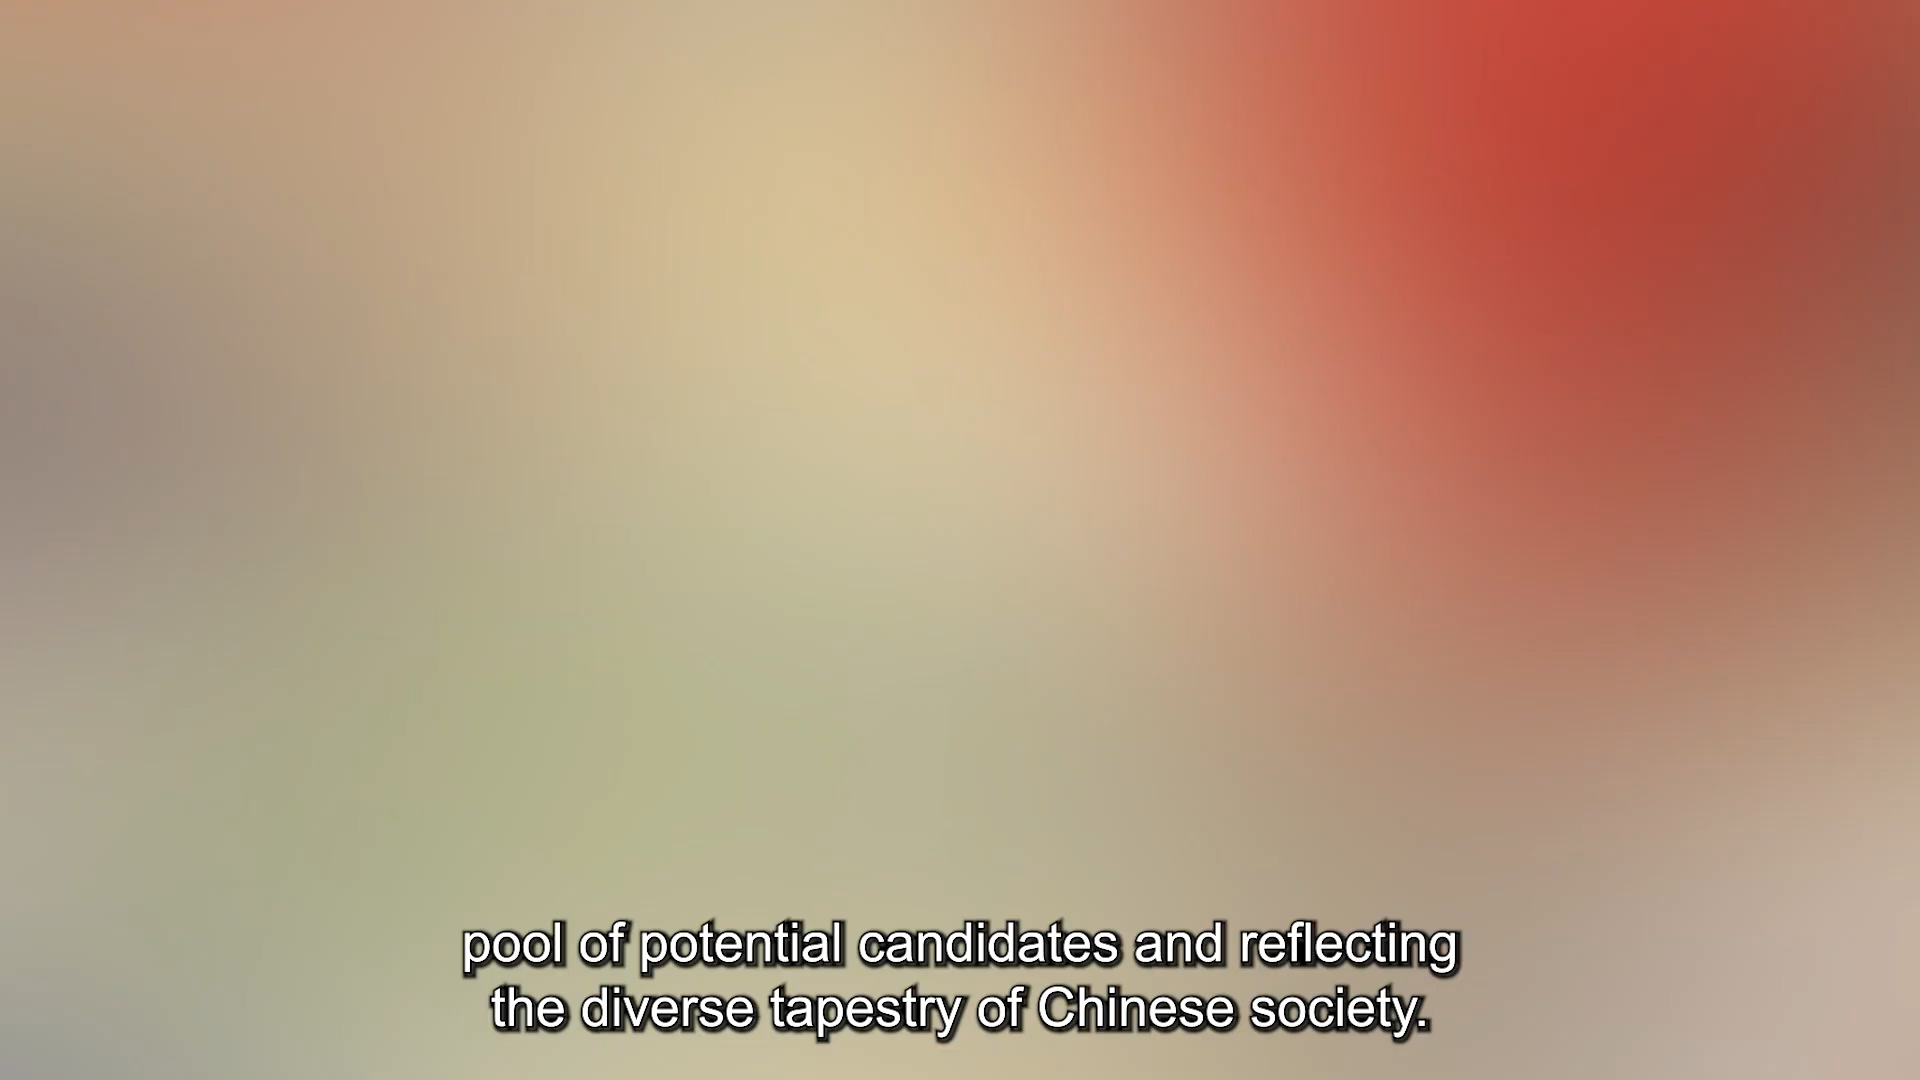 pool of potential candidates and reflecting
the diverse tapestry of Chinese society.